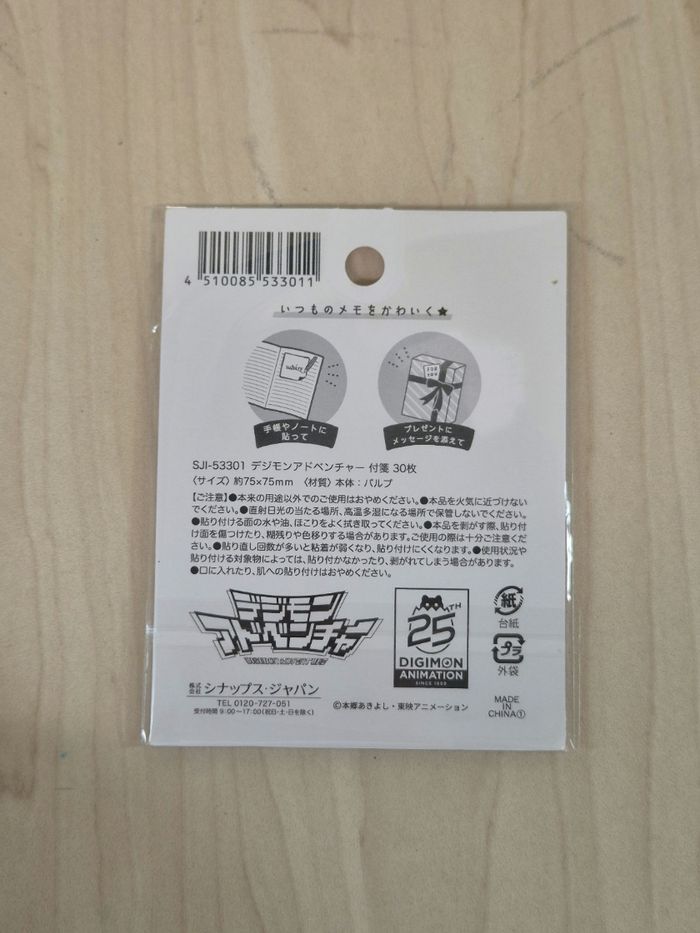 4 510085 533011
いつものメモをかわいく★
FOR YOU
手帳やノートに
貼って
プレゼントに
メッセージを添えて
SJI-53301 デジモンアドベンチャー 付箋 30枚
〈サイズ〉約75×75mm 〈材質〉本体：パルプ
【ご注意】●本来の用途以外でのご使用はおやめください。●本品を火気に近づけない
でください。●直射日光の当たる場所、高温多湿になる場所で保管しないでください。
●貼り付ける面の水や油、ほこりをよく拭き取ってください。●本品を剥がす際、貼り付
け面を傷つけたり、糊残りや色移りする場合があります。ご使用の際は十分ご注意くださ
い。●貼り直し回数が多いと粘着が弱くなり、貼り付けにくくなります。●使用状況や
貼り付ける対象物によっては、貼り付かなかったり、剥がれてしまう場合があります。
●口に入れたり、肌への貼り付けはおやめください。
デジモン
アドベンチャー
25TH
DIGIMON
ANIMATION
SINCE 1999
紙
台紙
プラ
外袋
株式会社 シナップス・ジャパン
TEL 0120-727-051
受付時間 9:00〜17:00(祝日・土・日を除く)
©本郷あきよし・東映アニメーション
MADE
IN
CHINA①